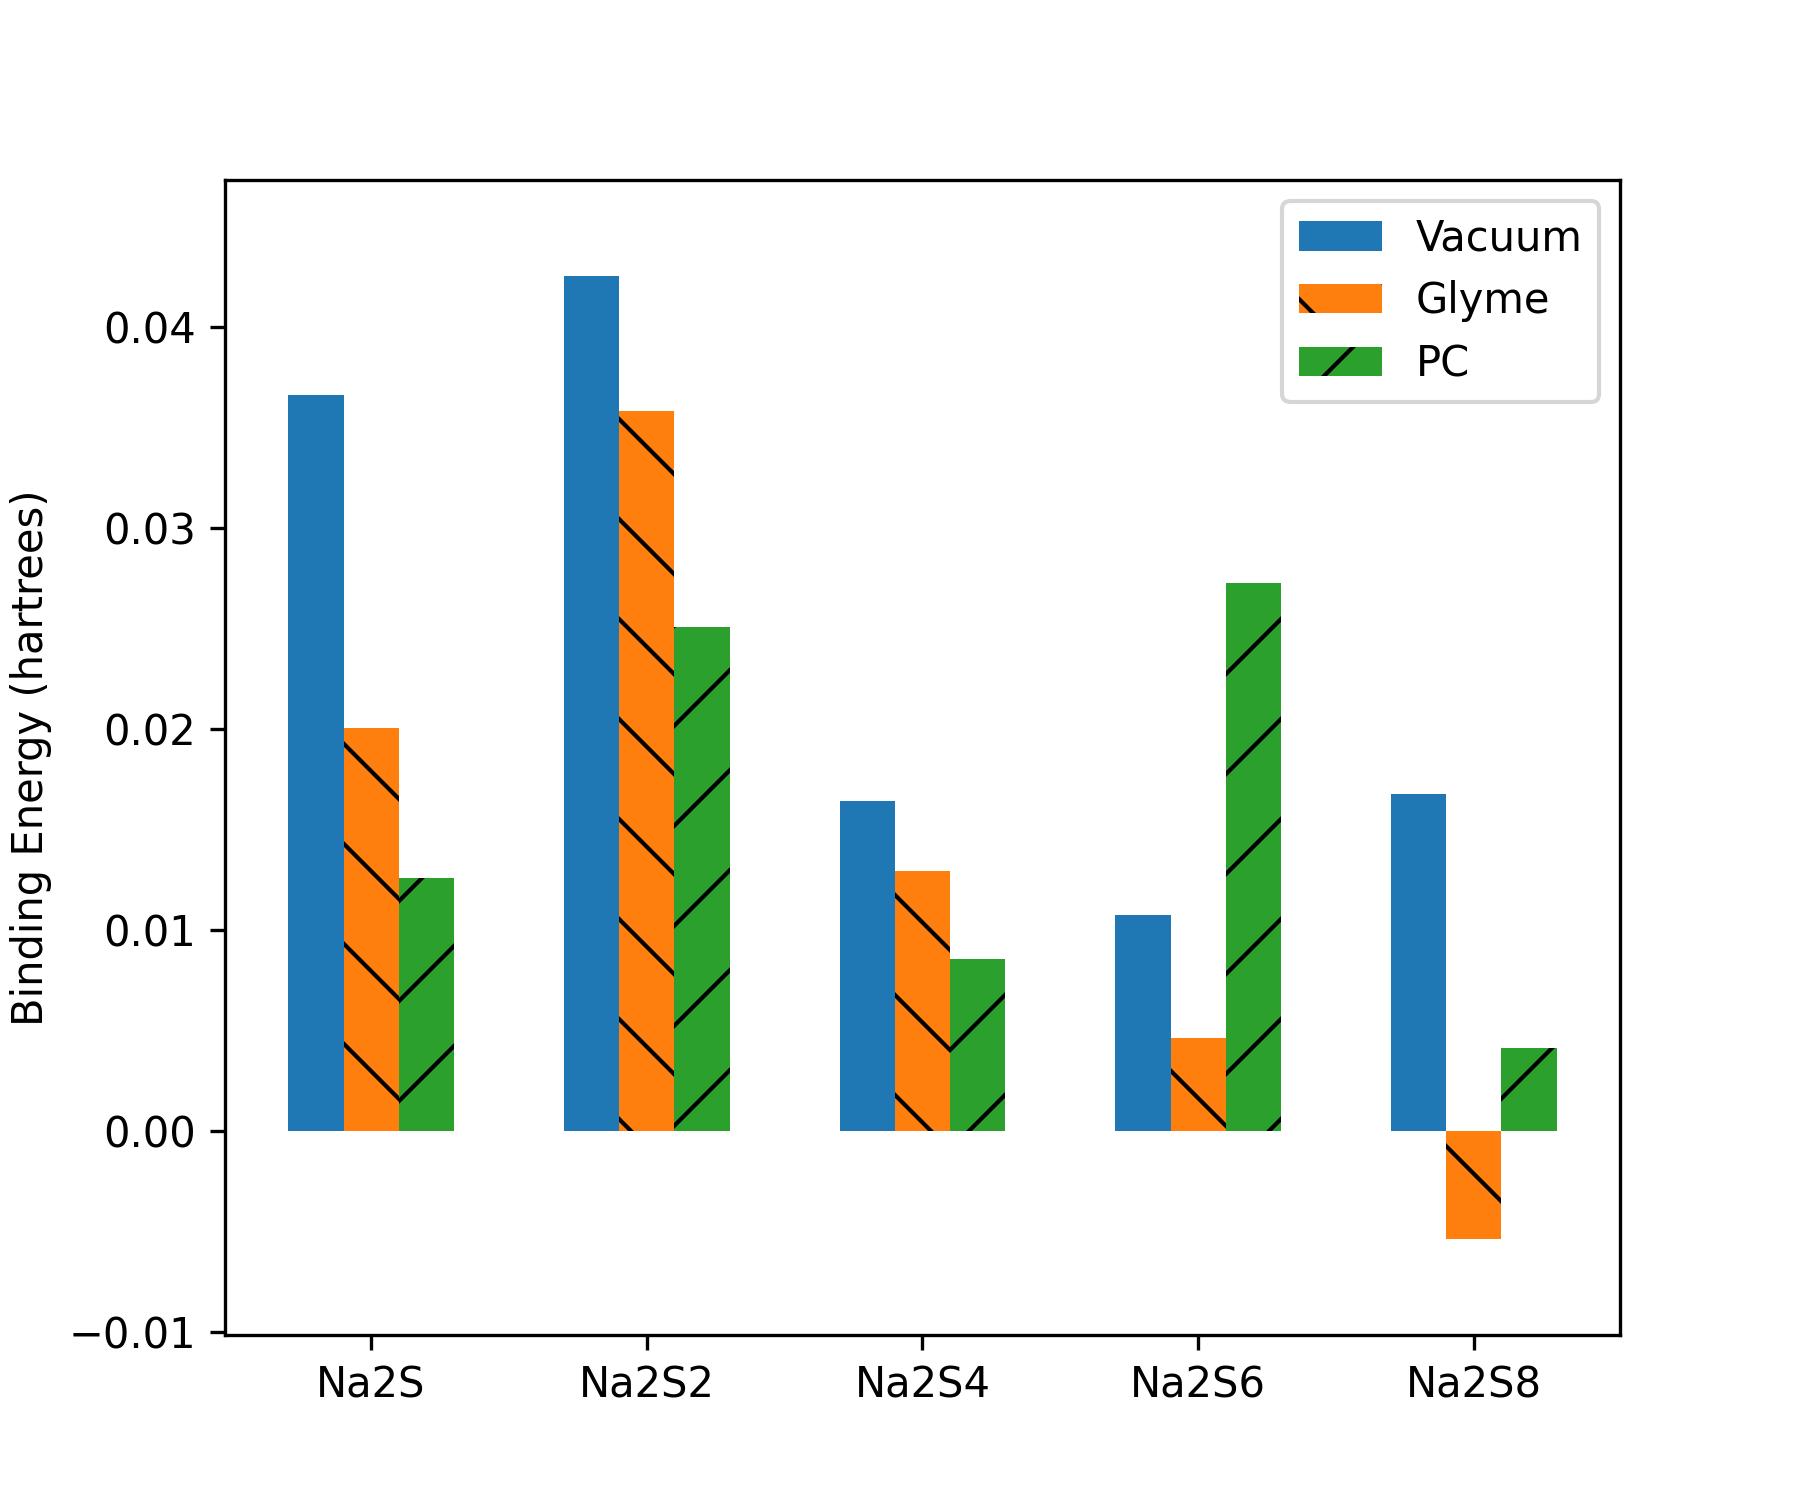 Vacuum
Glyme
PC
0.04
0.03
0.02
0.01
0.00
−0.01
Binding Energy (hartrees)
Na2S Na2S2 Na2S4 Na2S6 Na2S8